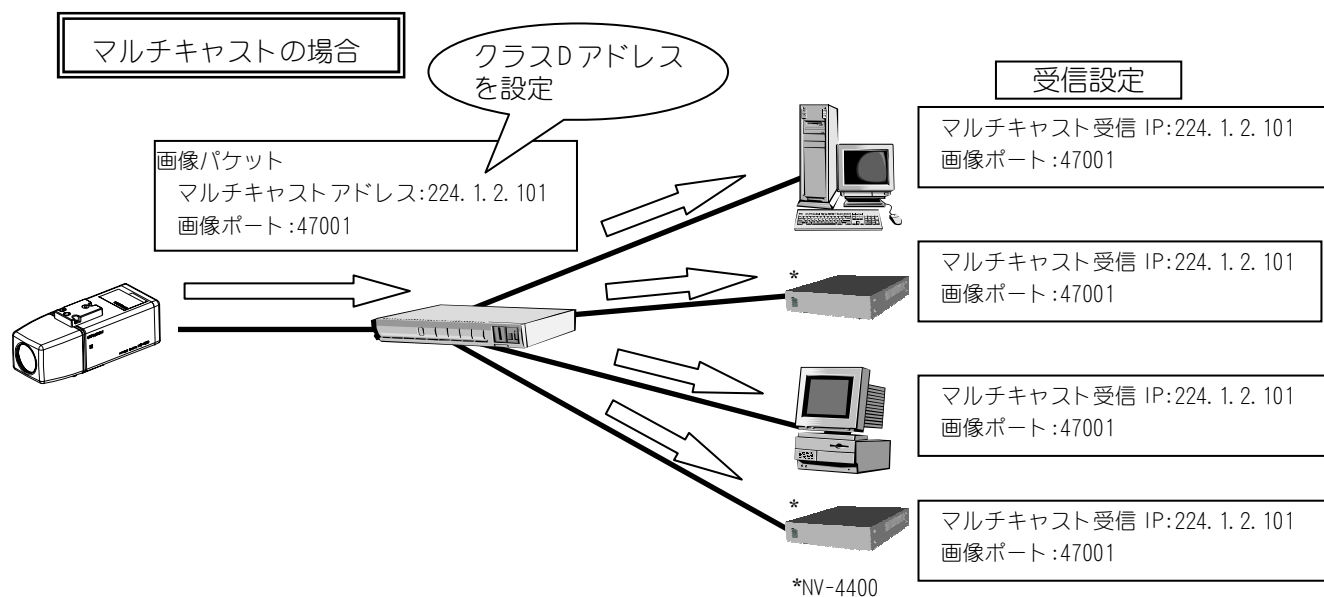 マルチキャストの場合
クラスDアドレス
を設定
受信設定
画像パケット
マルチキャストアドレス:224.1.2.101
画像ポート:47001
マルチキャスト受信 IP:224.1.2.101
画像ポート:47001
*
マルチキャスト受信 IP:224.1.2.101
画像ポート:47001
マルチキャスト受信 IP:224.1.2.101
画像ポート:47001
*
マルチキャスト受信 IP:224.1.2.101
画像ポート:47001
*NV-4400